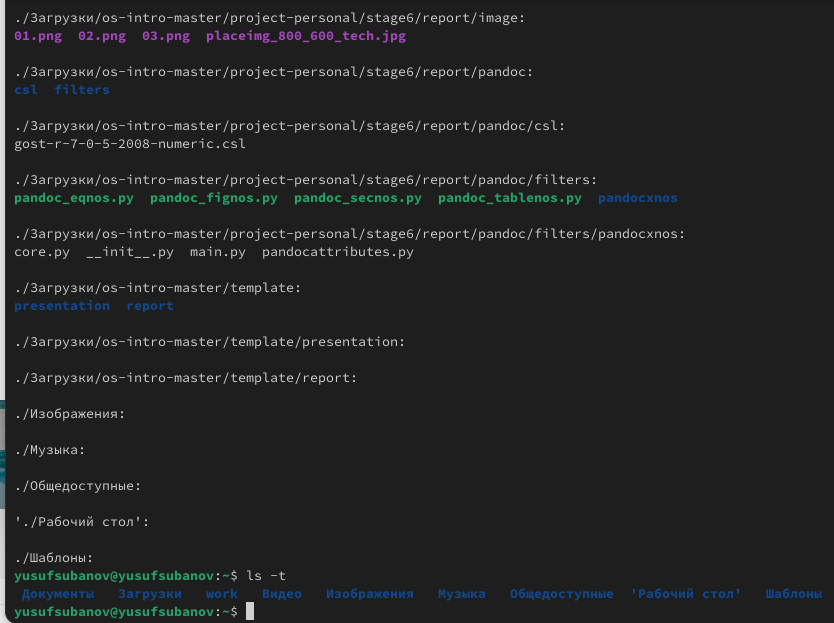 ./Загрузки/os-intro-master/project-personal/stage6/report/image:
01.png  02.png  03.png  placeimg_800_600_tech.jpg
./Загрузки/os-intro-master/project-personal/stage6/report/pandoc:
csl  filters
./Загрузки/os-intro-master/project-personal/stage6/report/pandoc/csl:
gost-r-7-0-5-2008-numeric.csl
./Загрузки/os-intro-master/project-personal/stage6/report/pandoc/filters:
pandoc_eqnos.py  pandoc_fignos.py  pandoc_secnos.py  pandoc_tablenos.py  pandocxnos
./Загрузки/os-intro-master/project-personal/stage6/report/pandoc/filters/pandocxnos:
core.py  __init__.py  main.py  pandocattributes.py
./Загрузки/os-intro-master/template:
presentation  report
./Загрузки/os-intro-master/template/presentation:
./Загрузки/os-intro-master/template/report:
./Изображения:
./Музыка:
./Общедоступные:
'./Рабочий стол':
./Шаблоны:
yusufsubanov@yusufsubanov:~$ ls -t
Документы   Загрузки   work   Видео   Изображения   Музыка   Общедоступные  'Рабочий стол'   Шаблоны
yusufsubanov@yusufsubanov:~$